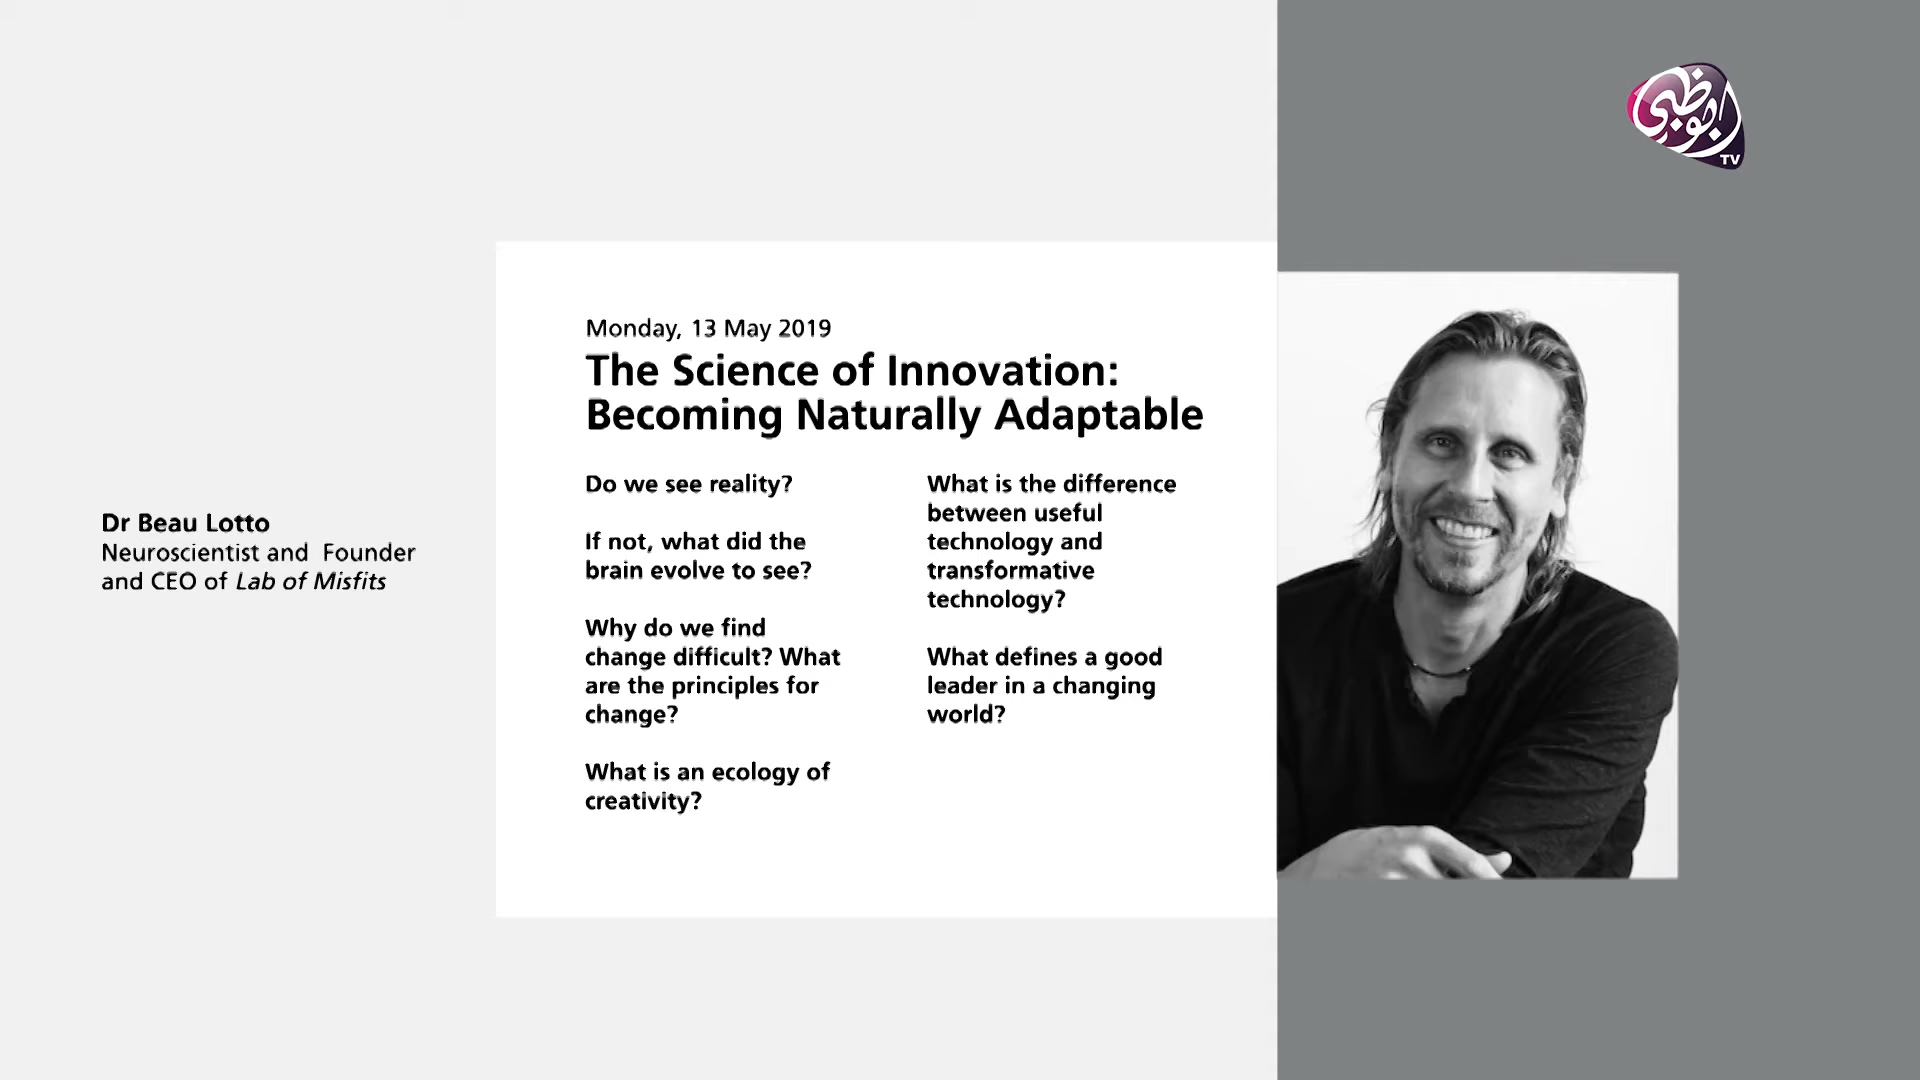 Dr Beau Lotto
Neuroscientist and Founder
and CEO of Lab of Misfits
Monday, 13 May 2019
The Science of Innovation:
Becoming Naturally Adaptable
Do we see reality?
If not, what did the
brain evolve to see?
Why do we find
change difficult? What
are the principles for
change?
What is an ecology of
creativity?
What is the difference
between useful
technology and
transformative
technology?
What defines a good
leader in a changing
world?
ابوظبي
TV